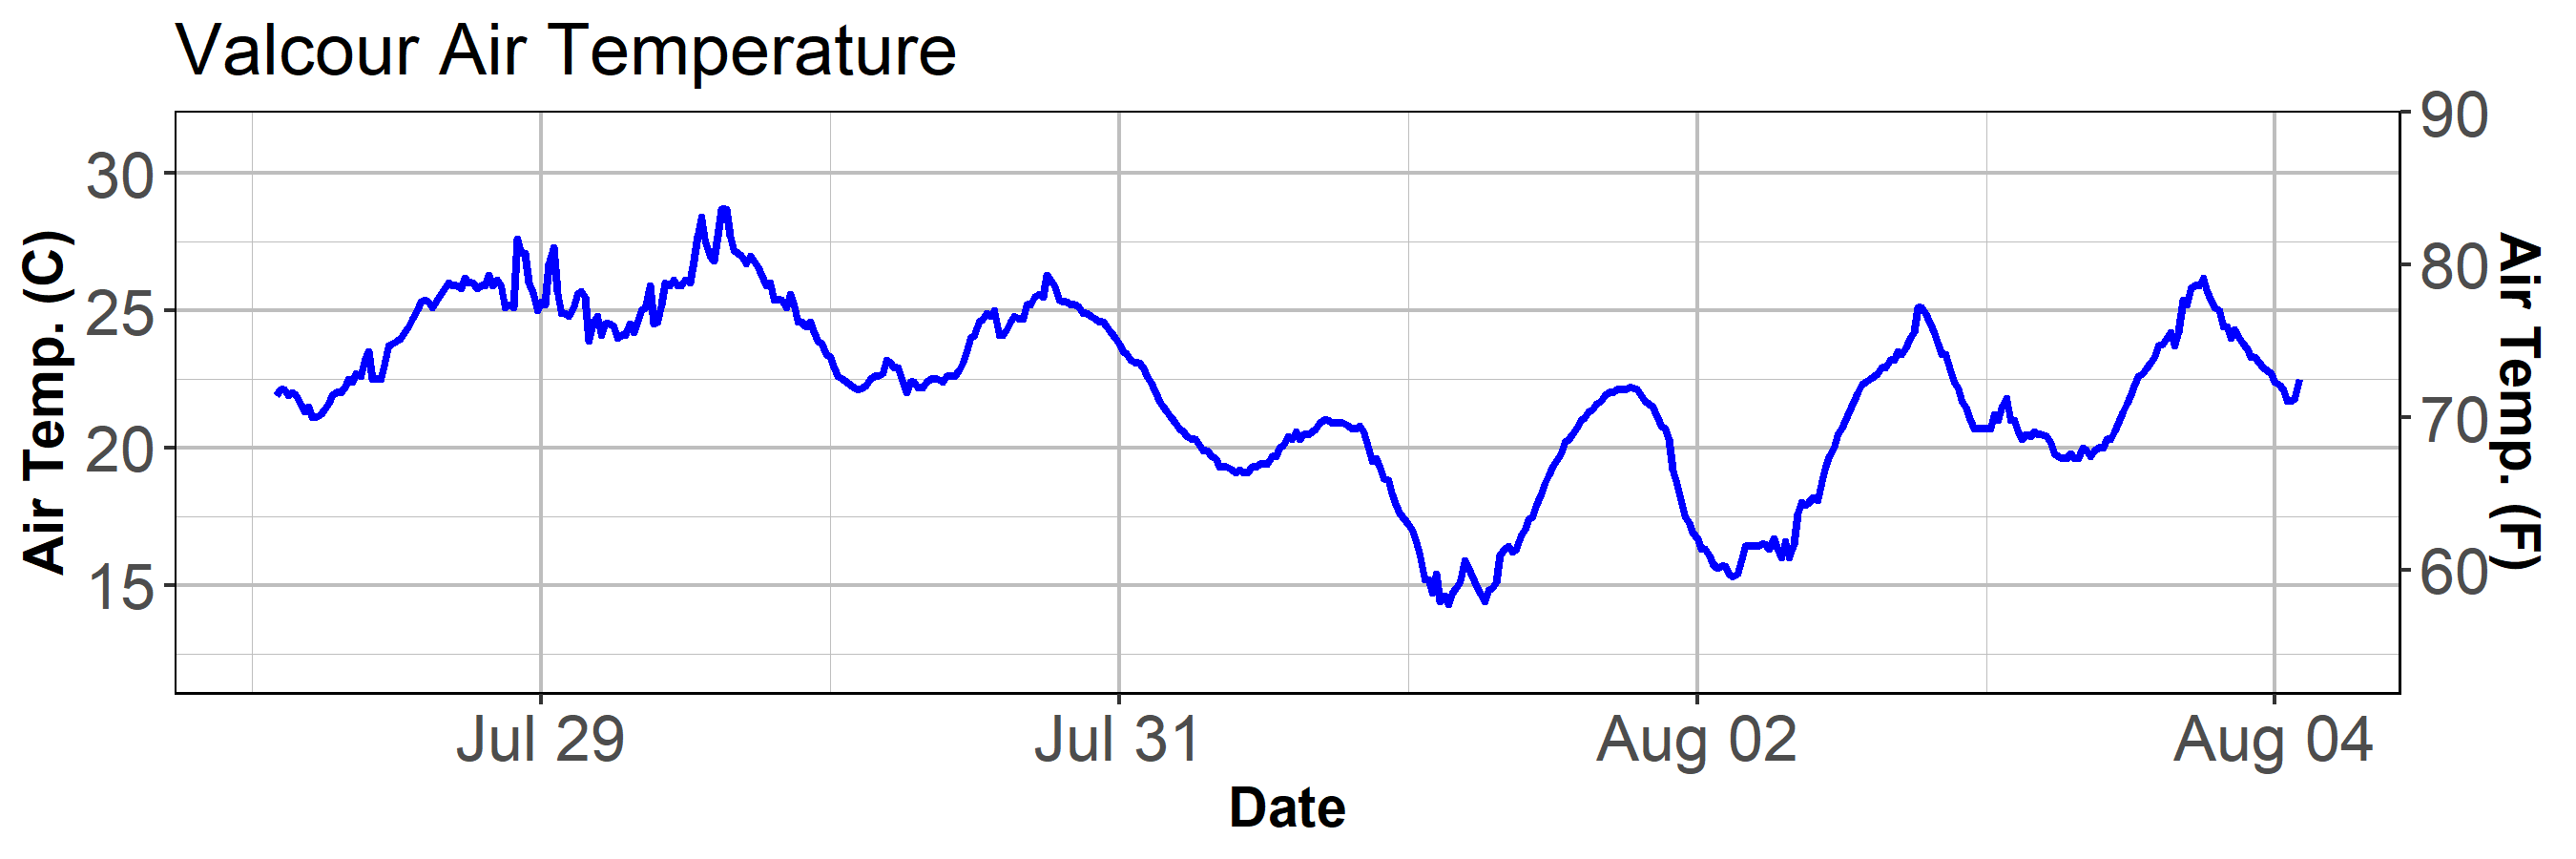 Valcour Air Temperature
Air Temp. (C)
30
25
20
15
90
80
70
60
Air Temp. (F)
Jul 29
Jul 31
Aug 02
Aug 04
Date